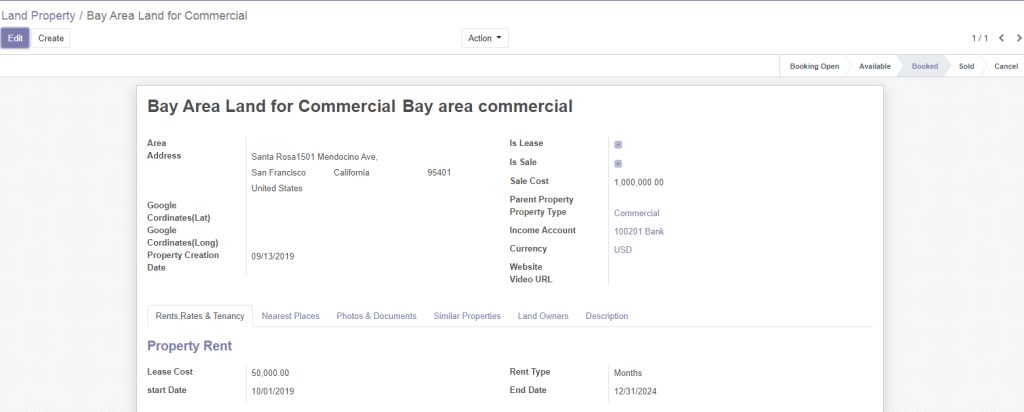 Land Property / Bay Area Land for Commercial
Edit Create Action 1 / 1
Booking Open Available Booked Sold Cancel
Bay Area Land for Commercial Bay area commercial
Area Is Lease
Address Santa Rosa1501 Mendocino Ave, Is Sale
San Francisco California 95401 Sale Cost 1,000,000.00
United States Parent Property
Google Property Type Commercial
Cordinates(Lat)
Google Income Account 100201 Bank
Cordinates(Long) Currency USD
Property Creation 09/13/2019
Date Website
Video URL
Rents,Rates & Tenancy Nearest Places Photos & Documents Similar Properties Land Owners Description
Property Rent
Lease Cost 50,000.00 Rent Type Months
start Date 10/01/2019 End Date 12/31/2024